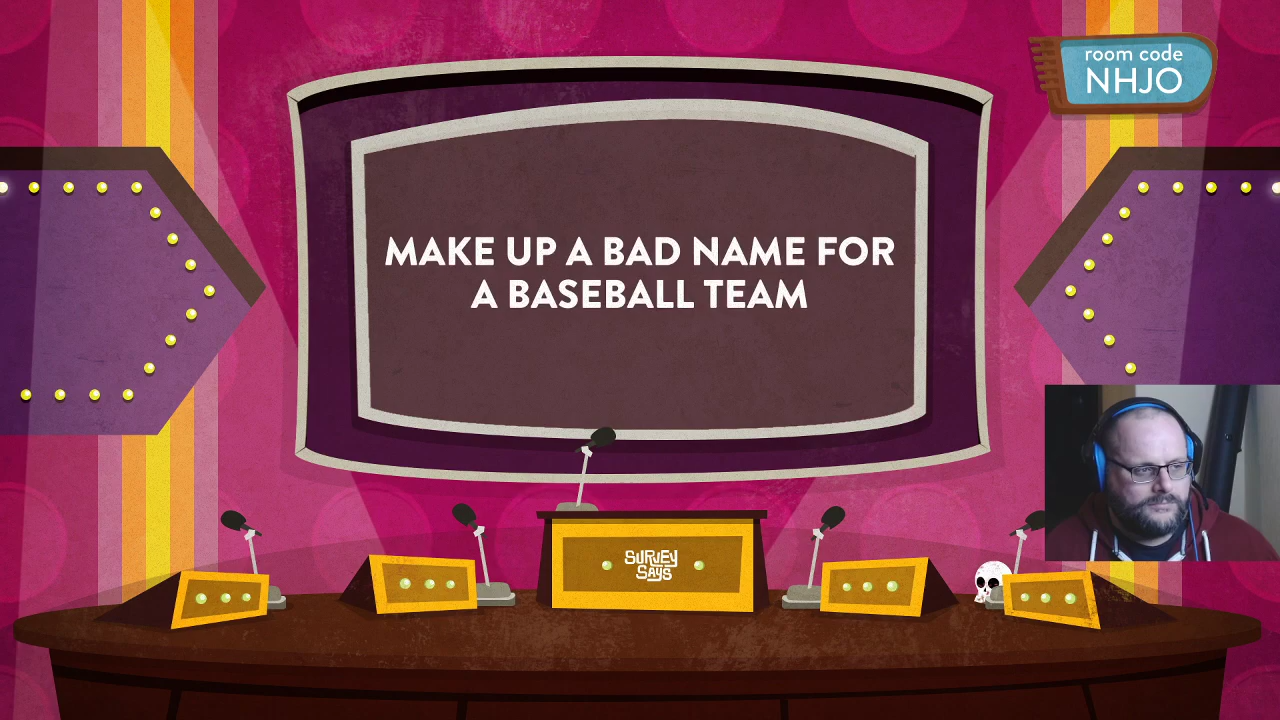 room code
NHJO
MAKE UP A BAD NAME FOR
A BASEBALL TEAM
SURVEY
SAYS